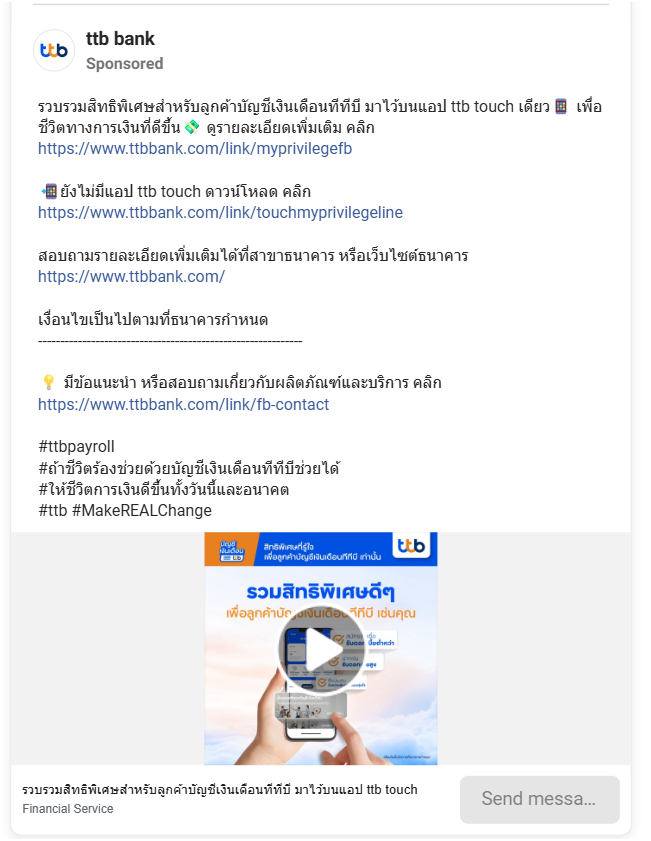 ttb
ttb bank
Sponsored
รวบรวมสิทธิพิเศษสำหรับลูกค้าบัญชีเงินเดือนทีทีบี มาไว้บนแอป ttb touch เดียว📱 เพื่อ
ชีวิตทางการเงินที่ดีขึ้น💸 ดูรายละเอียดเพิ่มเติม คลิก
https://www.ttbbank.com/link/myprivilegefb
📲ยังไม่มีแอป ttb touch ดาวน์โหลด คลิก
https://www.ttbbank.com/link/touchmyprivilegeline
สอบถามรายละเอียดเพิ่มเติมได้ที่สาขาธนาคาร หรือเว็บไซต์ธนาคาร
https://www.ttbbank.com/
เงื่อนไขเป็นไปตามที่ธนาคารกำหนด
------------------------------------------------------------
💡 มีข้อแนะนำ หรือสอบถามเกี่ยวกับผลิตภัณฑ์และบริการ คลิก
https://www.ttbbank.com/link/fb-contact
#ttbpayroll
#ถ้าชีวิตร้องช่วยด้วยบัญชีเงินเดือนทีทีบีช่วยได้
#ให้ชีวิตการเงินดีขึ้นทั้งวันนี้และอนาคต
#ttb #MakeREALChange
บัญชี
เงินเดือน
ttb
สิทธิพิเศษที่รู้ใจ
เพื่อลูกค้าบัญชีเงินเดือนทีทีบี เท่านั้น
ttb
รวมสิทธิพิเศษดีๆ
เพื่อลูกค้าบัญชีเงินเดือนทีทีบี เช่นคุณ
รวบรวมสิทธิพิเศษสำหรับลูกค้าบัญชีเงินเดือนทีทีบี มาไว้บนแอป ttb touch
Financial Service
Send messa...